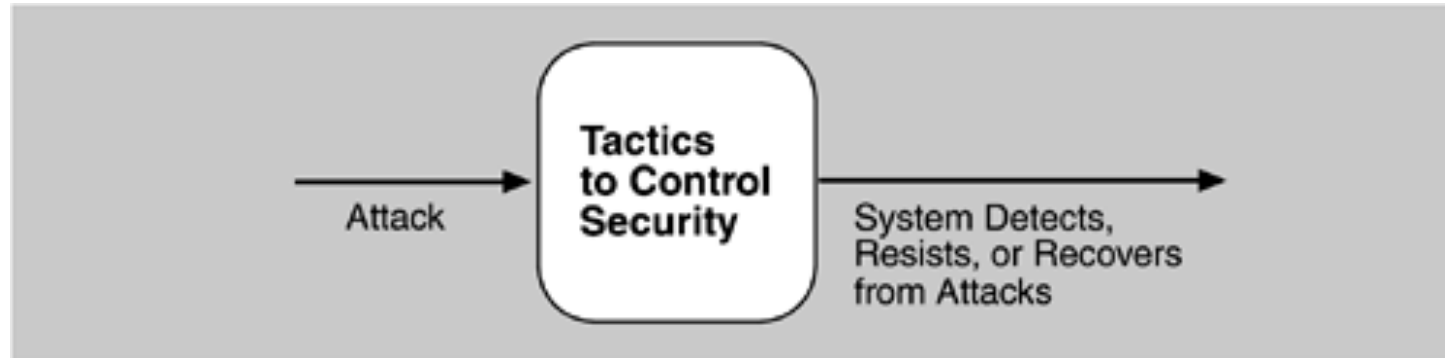 Attack
Tactics
to Control
Security
System Detects,
Resists, or Recovers
from Attacks